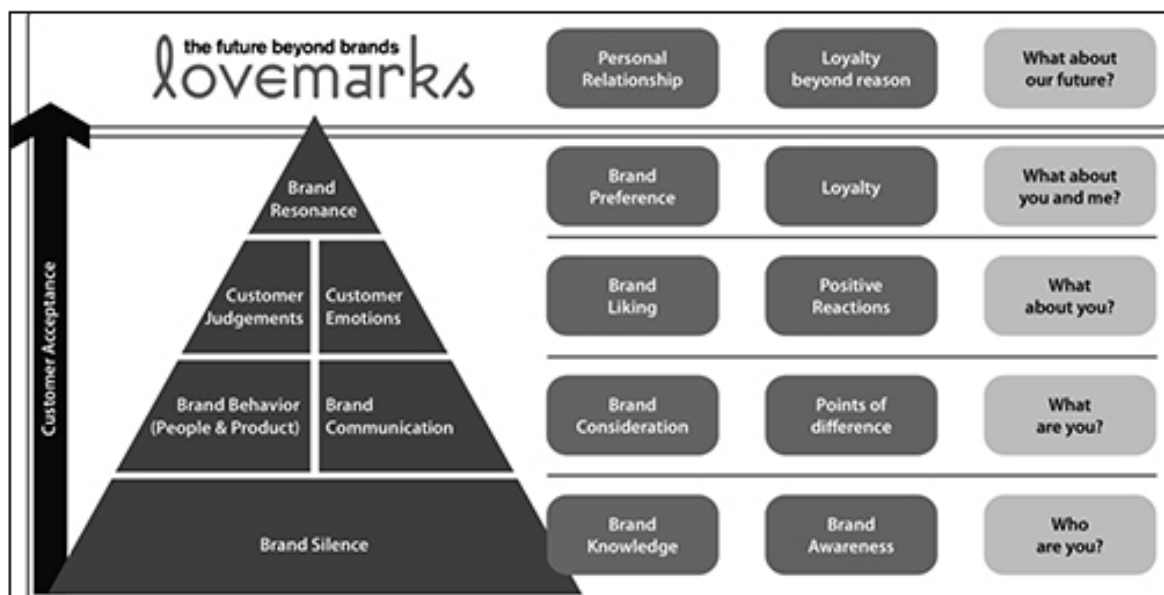 the future beyond brands
lovemarks
Personal
Relationship
Loyalty
beyond reason
What about
our future?
Customer Acceptance
Brand
Resonance
Brand
Preference
Loyalty
What about
you and me?
Customer
Judgements
Customer
Emotions
Brand
Liking
Positive
Reactions
What
about you?
Brand Behavior
(People & Product)
Brand
Communication
Brand
Consideration
Points of
difference
What
are you?
Brand Silence
Brand
Knowledge
Brand
Awareness
Who
are you?